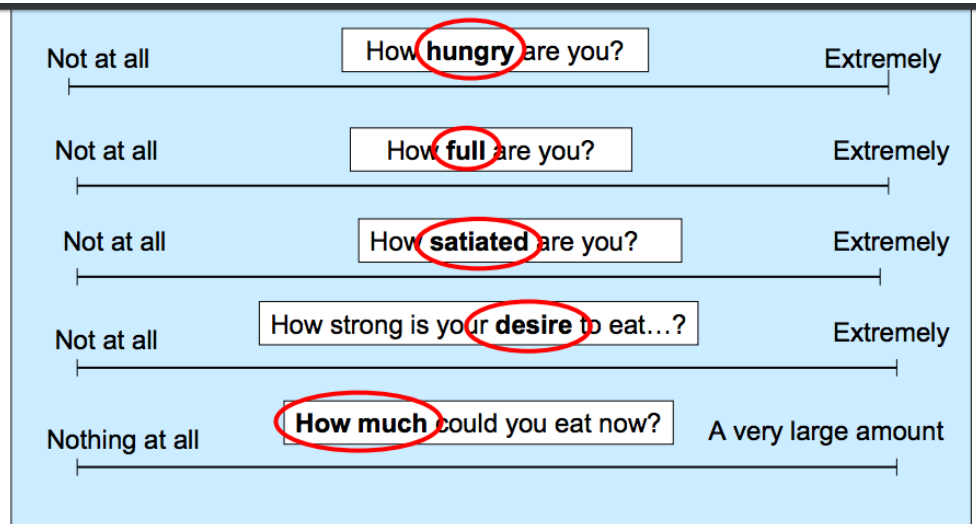 How hungry are you?
Not at all
Extremely
How full are you?
Not at all
Extremely
How satiated are you?
Not at all
Extremely
How strong is your desire to eat…?
Not at all
Extremely
How much could you eat now?
Nothing at all
A very large amount